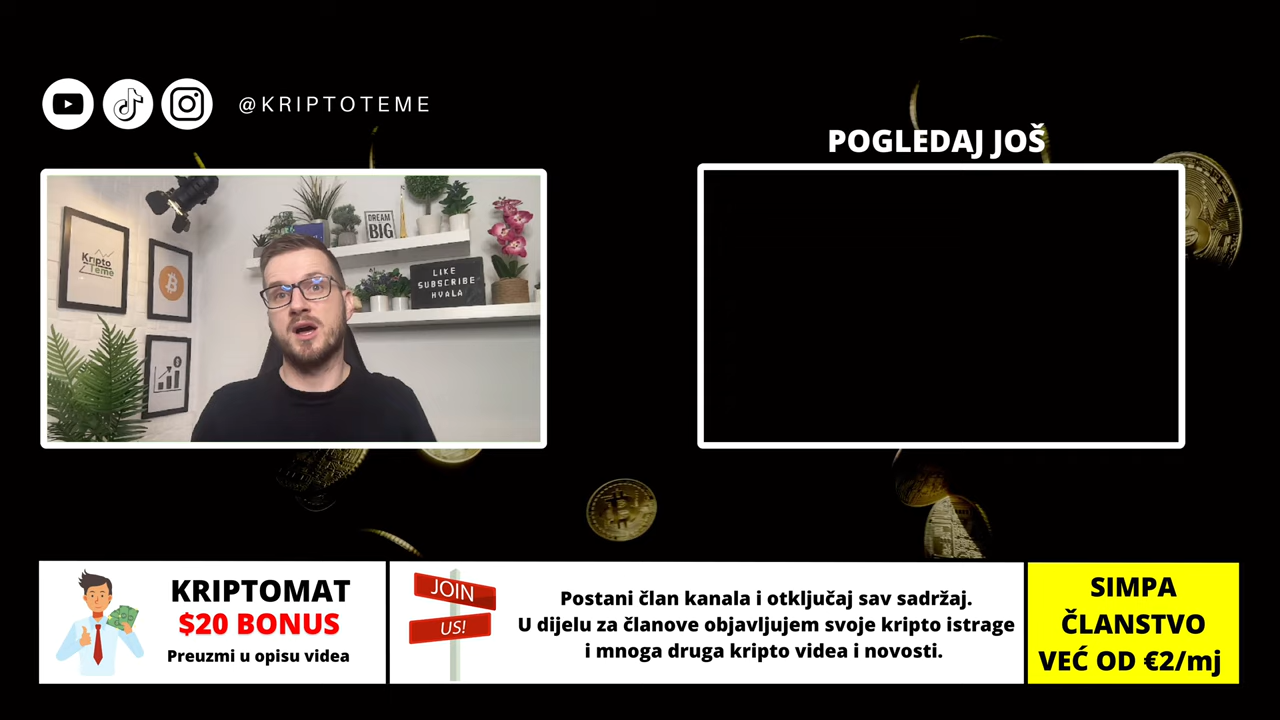 @KRIPTOTEME
POGLEDAJ JOŠ
Kripto
Teme
DREAM
BIG
LIKE
SUBSCRIBE
HVALA
KRIPTOMAT
$20 BONUS
Preuzmi u opisu videa
JOIN
US!
Postani član kanala i otključaj sav sadržaj.
U dijelu za članove objavljujem svoje kripto istrage
i mnoga druga kripto videa i novosti.
SIMPA
ČLANSTVO
VEĆ OD €2/mj